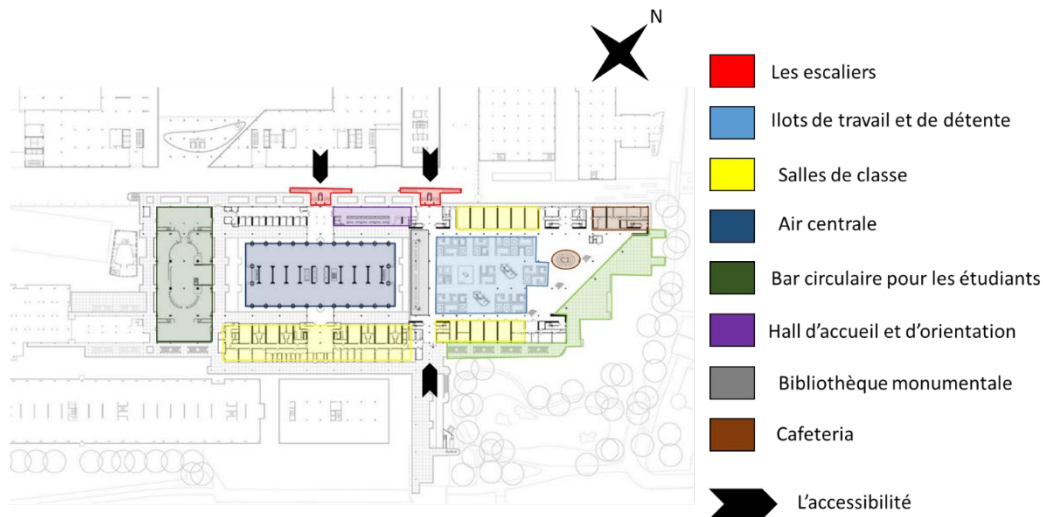 N
Les escaliers
Ilots de travail et de détente
Salles de classe
Air centrale
Bar circulaire pour les étudiants
Hall d'accueil et d'orientation
Bibliothèque monumentale
Cafeteria
L'accessibilité